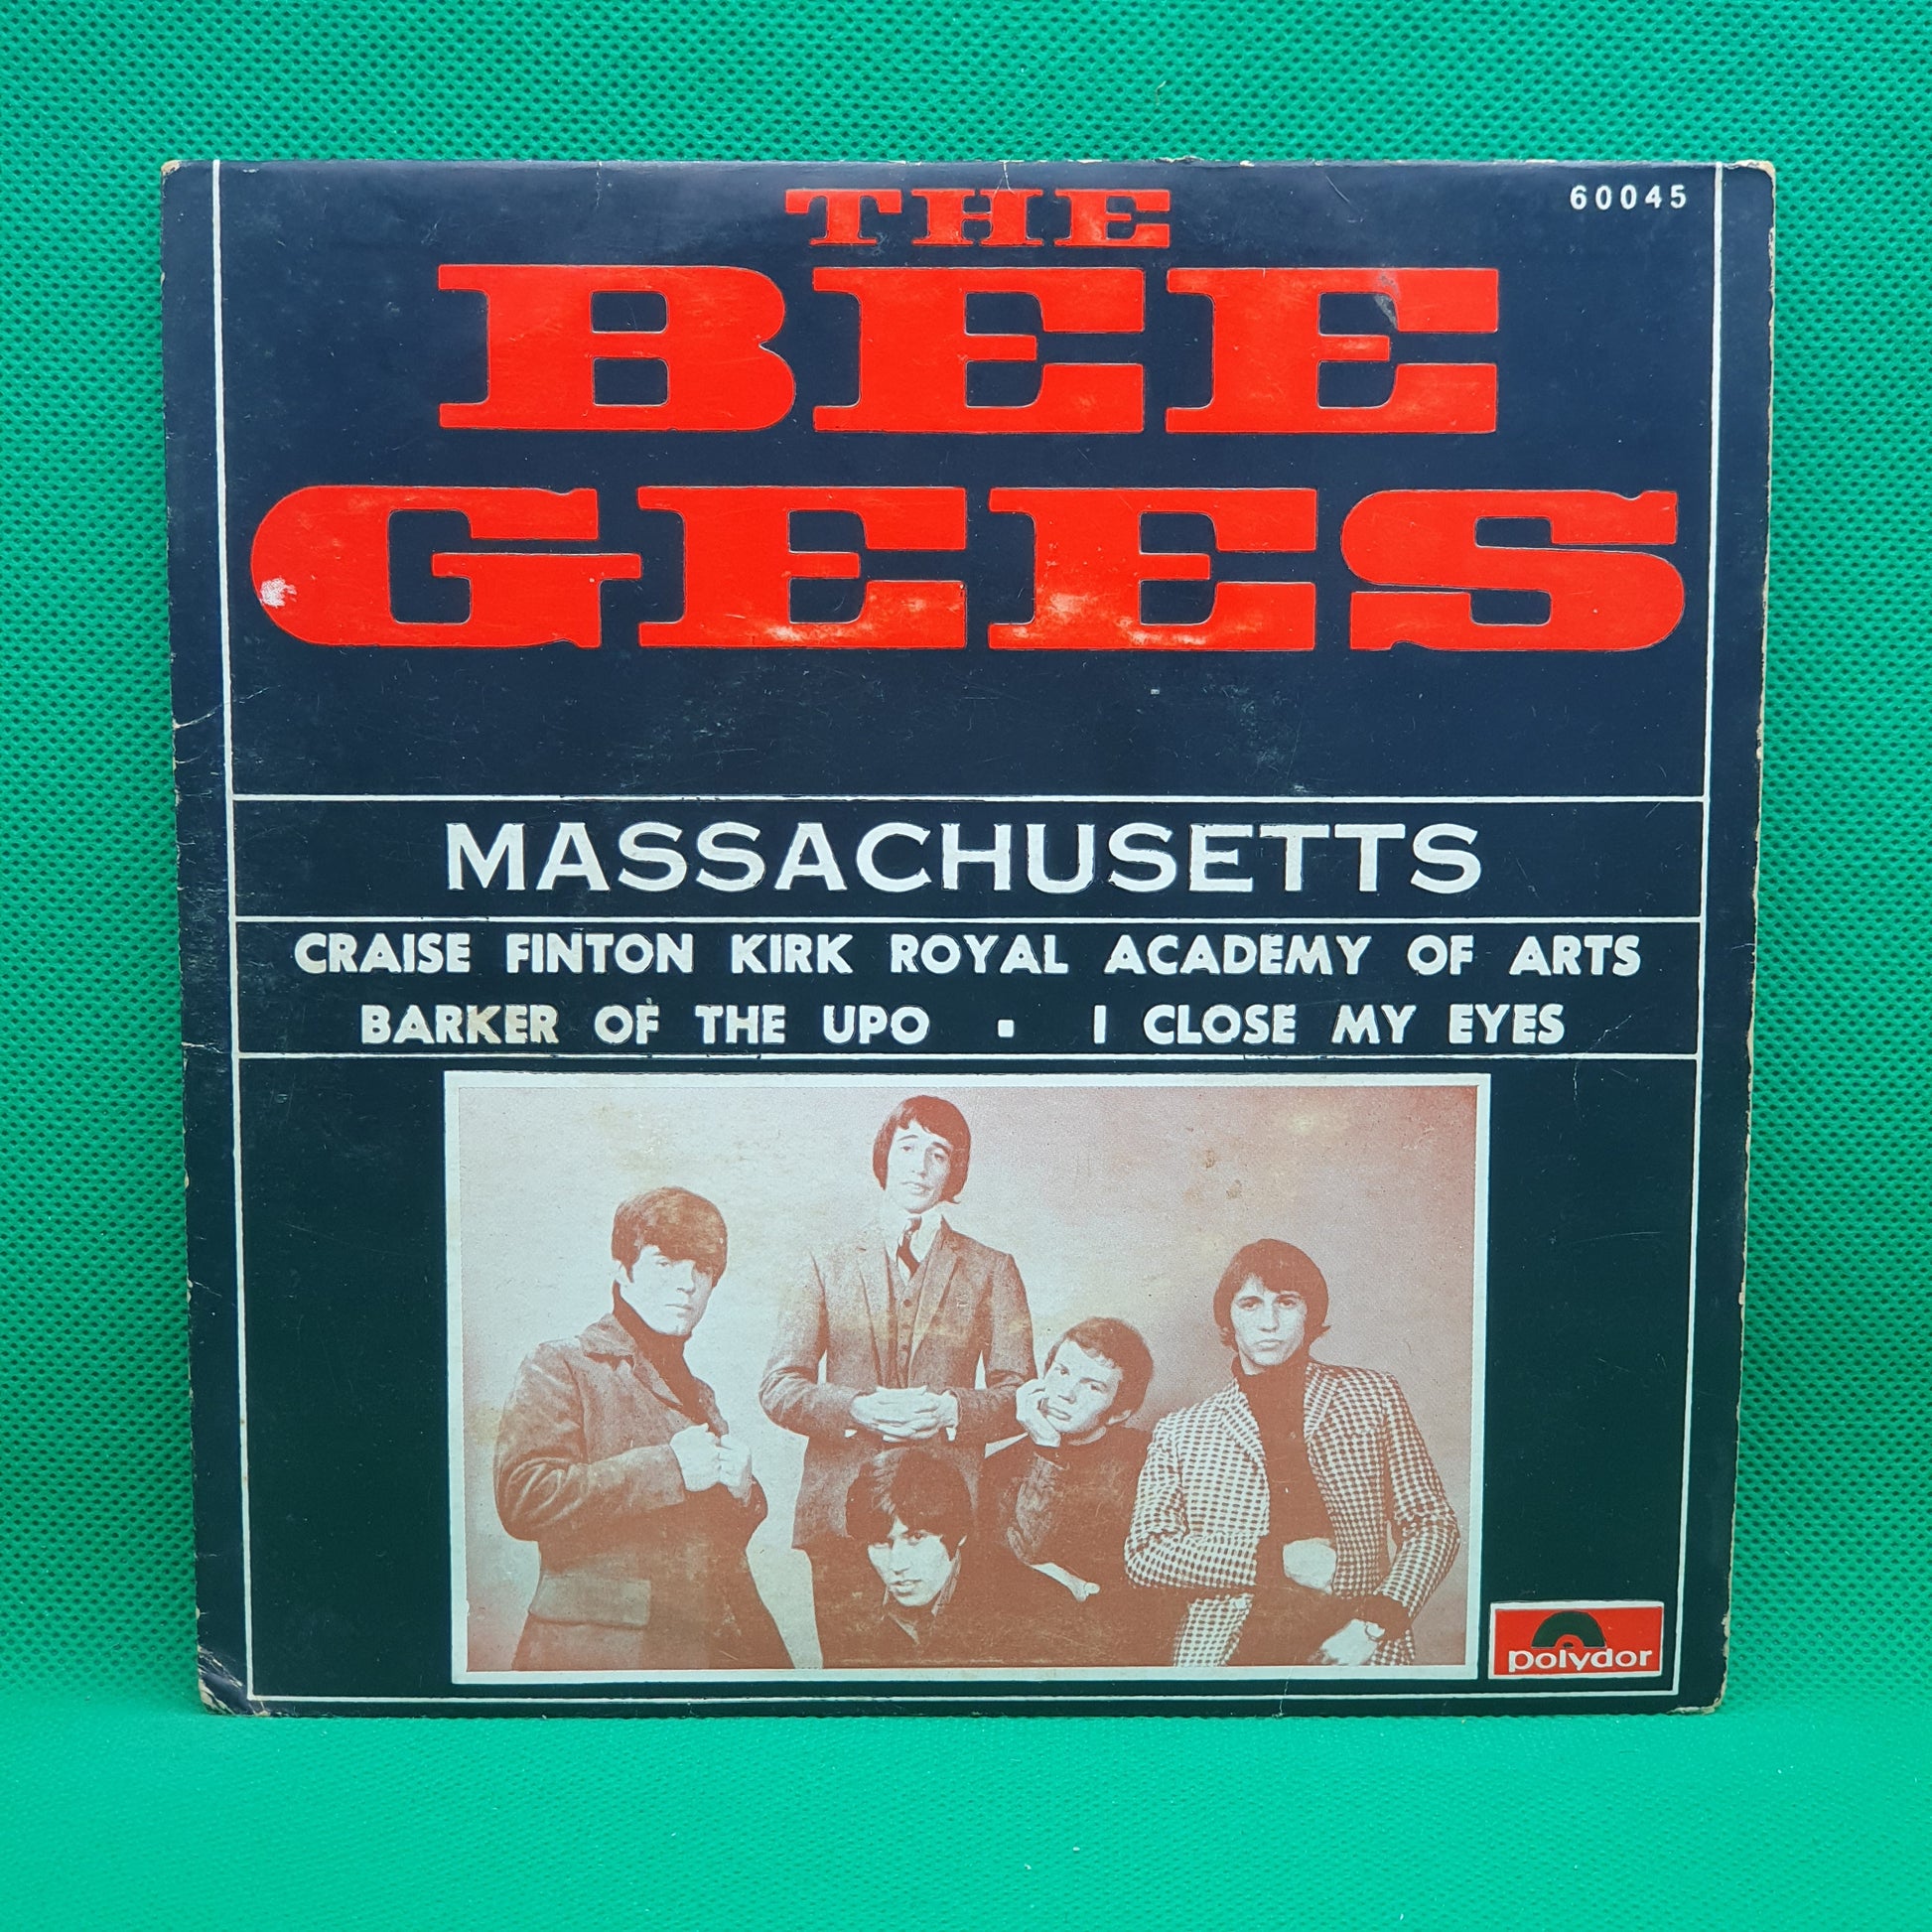 60045
THE
BEE
GEES
MASSACHUSETTS
CRAISE FINTON KIRK ROYAL ACADEMY OF ARTS
BARKER OF THE UPO ▪ I CLOSE MY EYES
polydor